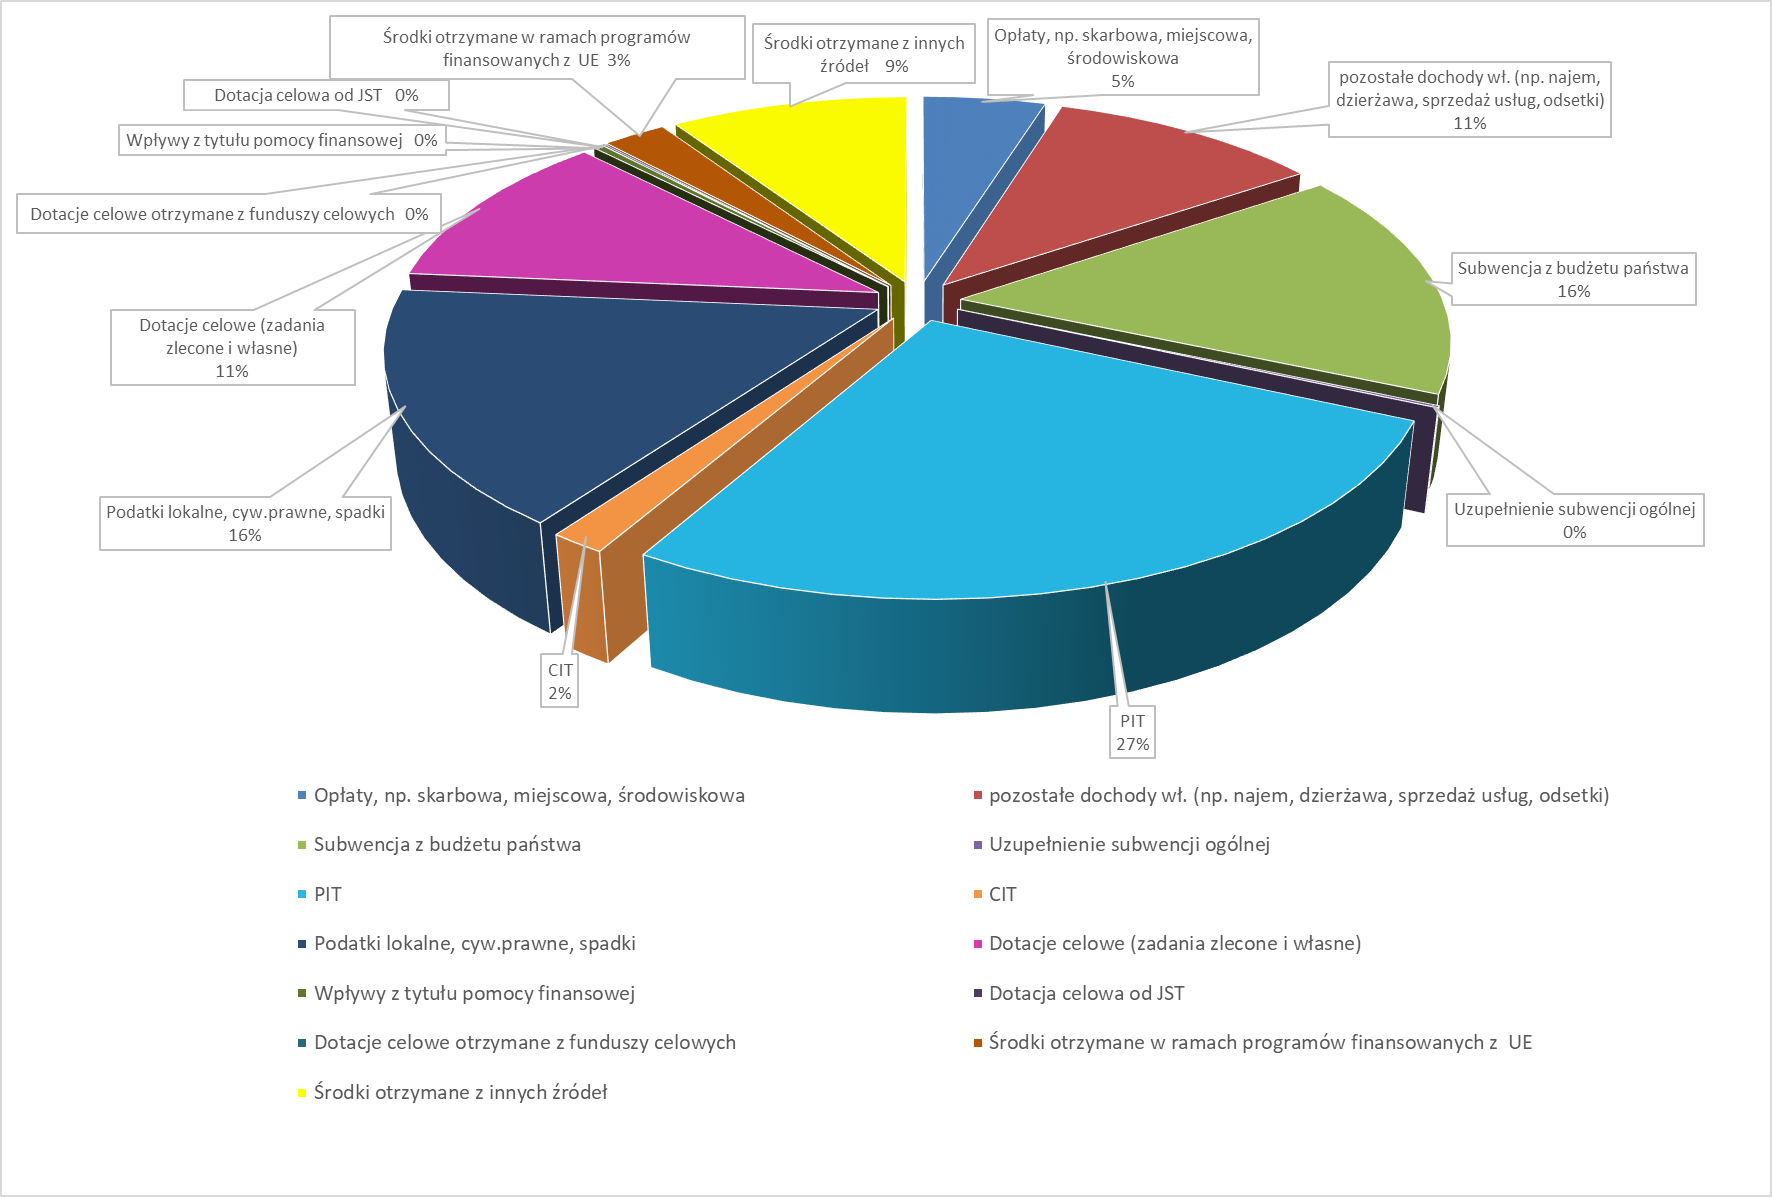 Środki otrzymane w ramach programów
finansowanych z  UE  3%
Środki otrzymane z innych
źródeł    9%
Opłaty, np. skarbowa, miejscowa,
środowiskowa
5%
pozostałe dochody wł. (np. najem,
dzierżawa, sprzedaż usług, odsetki)
11%
Dotacja celowa od JST   0%
Wpływy z tytułu pomocy finansowej   0%
Dotacje celowe otrzymane z funduszy celowych  0%
Subwencja z budżetu państwa
16%
Dotacje celowe (zadania
zlecone i własne)
11%
Podatki lokalne, cyw.prawne, spadki
16%
Uzupełnienie subwencji ogólnej
0%
CIT
2%
PIT
27%
Opłaty, np. skarbowa, miejscowa, środowiskowa
pozostałe dochody wł. (np. najem, dzierżawa, sprzedaż usług, odsetki)
Subwencja z budżetu państwa
Uzupełnienie subwencji ogólnej
PIT
CIT
Podatki lokalne, cyw.prawne, spadki
Dotacje celowe (zadania zlecone i własne)
Wpływy z tytułu pomocy finansowej
Dotacja celowa od JST
Dotacje celowe otrzymane z funduszy celowych
Środki otrzymane w ramach programów finansowanych z  UE
Środki otrzymane z innych źródeł